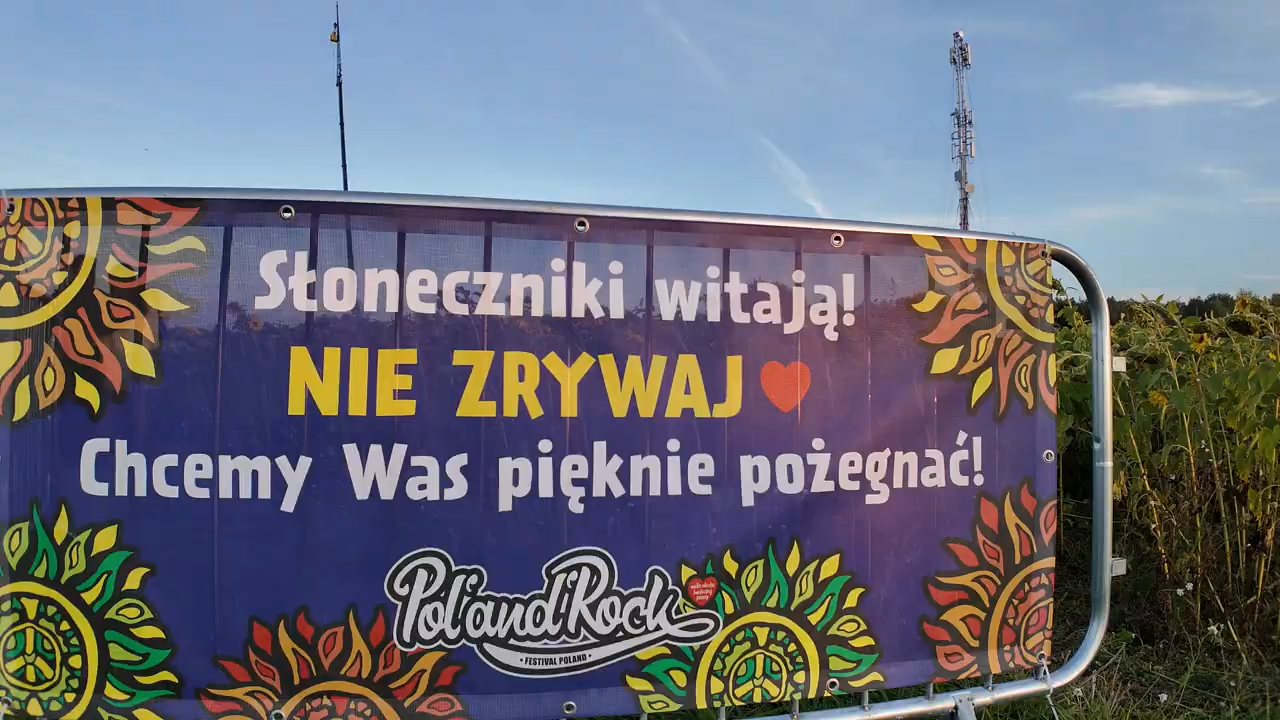 Słoneczniki witają!
NIE ZRYWAJ
Chcemy Was pięknie pożegnać!
Pol'and'Rock
FESTIVAL POLAND